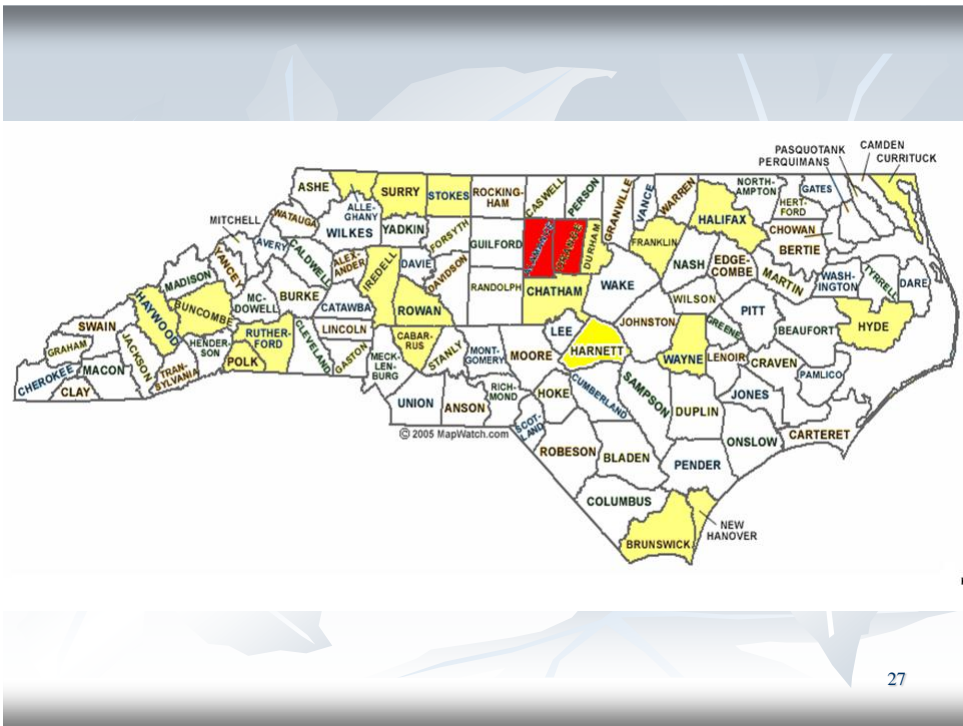 PASQUOTANK
CAMDEN
PERQUIMANS
CURRITUCK
ASHE
ALLE-
GHANY
SURRY
STOKES
ROCKING-
HAM
CASWELL
PERSON
GRANVILLE
VANCE
WARREN
NORTH-
AMPTON
GATES
HERT-
FORD
HALIFAX
MITCHELL
WATAUGA
WILKES
YADKIN
FORSYTH
GUILFORD
DURHAM
FRANKLIN
CHOWAN
BERTIE
AVERY
CALDWELL
ALEX-
ANDER
IREDELL
DAVIE
DAVIDSON
RANDOLPH
CHATHAM
WAKE
NASH
EDGE-
COMBE
MARTIN
WASH-
INGTON
TYRRELL
DARE
YANCEY
MADISON
BUNCOMBE
HAYWOOD
MC-
DOWELL
BURKE
CATAWBA
ROWAN
WILSON
PITT
BEAUFORT
HYDE
SWAIN
GRAHAM
CHEROKEE
MACON
CLAY
JACKSON
TRAN-
SYLVANIA
HENDER-
SON
POLK
RUTHER-
FORD
CLEVELAND
LINCOLN
GASTON
MECK-
LEN-
BURG
CABAR-
RUS
STANLY
MONT-
GOMERY
MOORE
LEE
HARNETT
JOHNSTON
WAYNE
GREENE
LENOIR
CRAVEN
PAMLICO
UNION
ANSON
RICH-
MOND
HOKE
SCOT-
LAND
CUMBERLAND
SAMPSON
DUPLIN
JONES
ONSLOW
CARTERET
© 2005 MapWatch.com
ROBESON
BLADEN
PENDER
COLUMBUS
BRUNSWICK
NEW
HANOVER
27